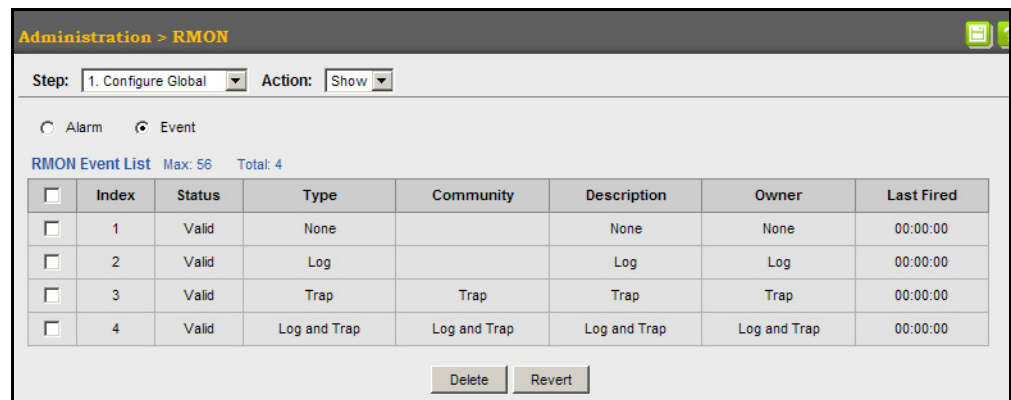 Administration > RMON
Step: 1. Configure Global Action: Show
Alarm Event
RMON Event List Max: 56 Total: 4
Index Status Type Community Description Owner Last Fired
1 Valid None None None 00:00:00
2 Valid Log Log Log 00:00:00
3 Valid Trap Trap Trap Trap 00:00:00
4 Valid Log and Trap Log and Trap Log and Trap Log and Trap 00:00:00
Delete Revert